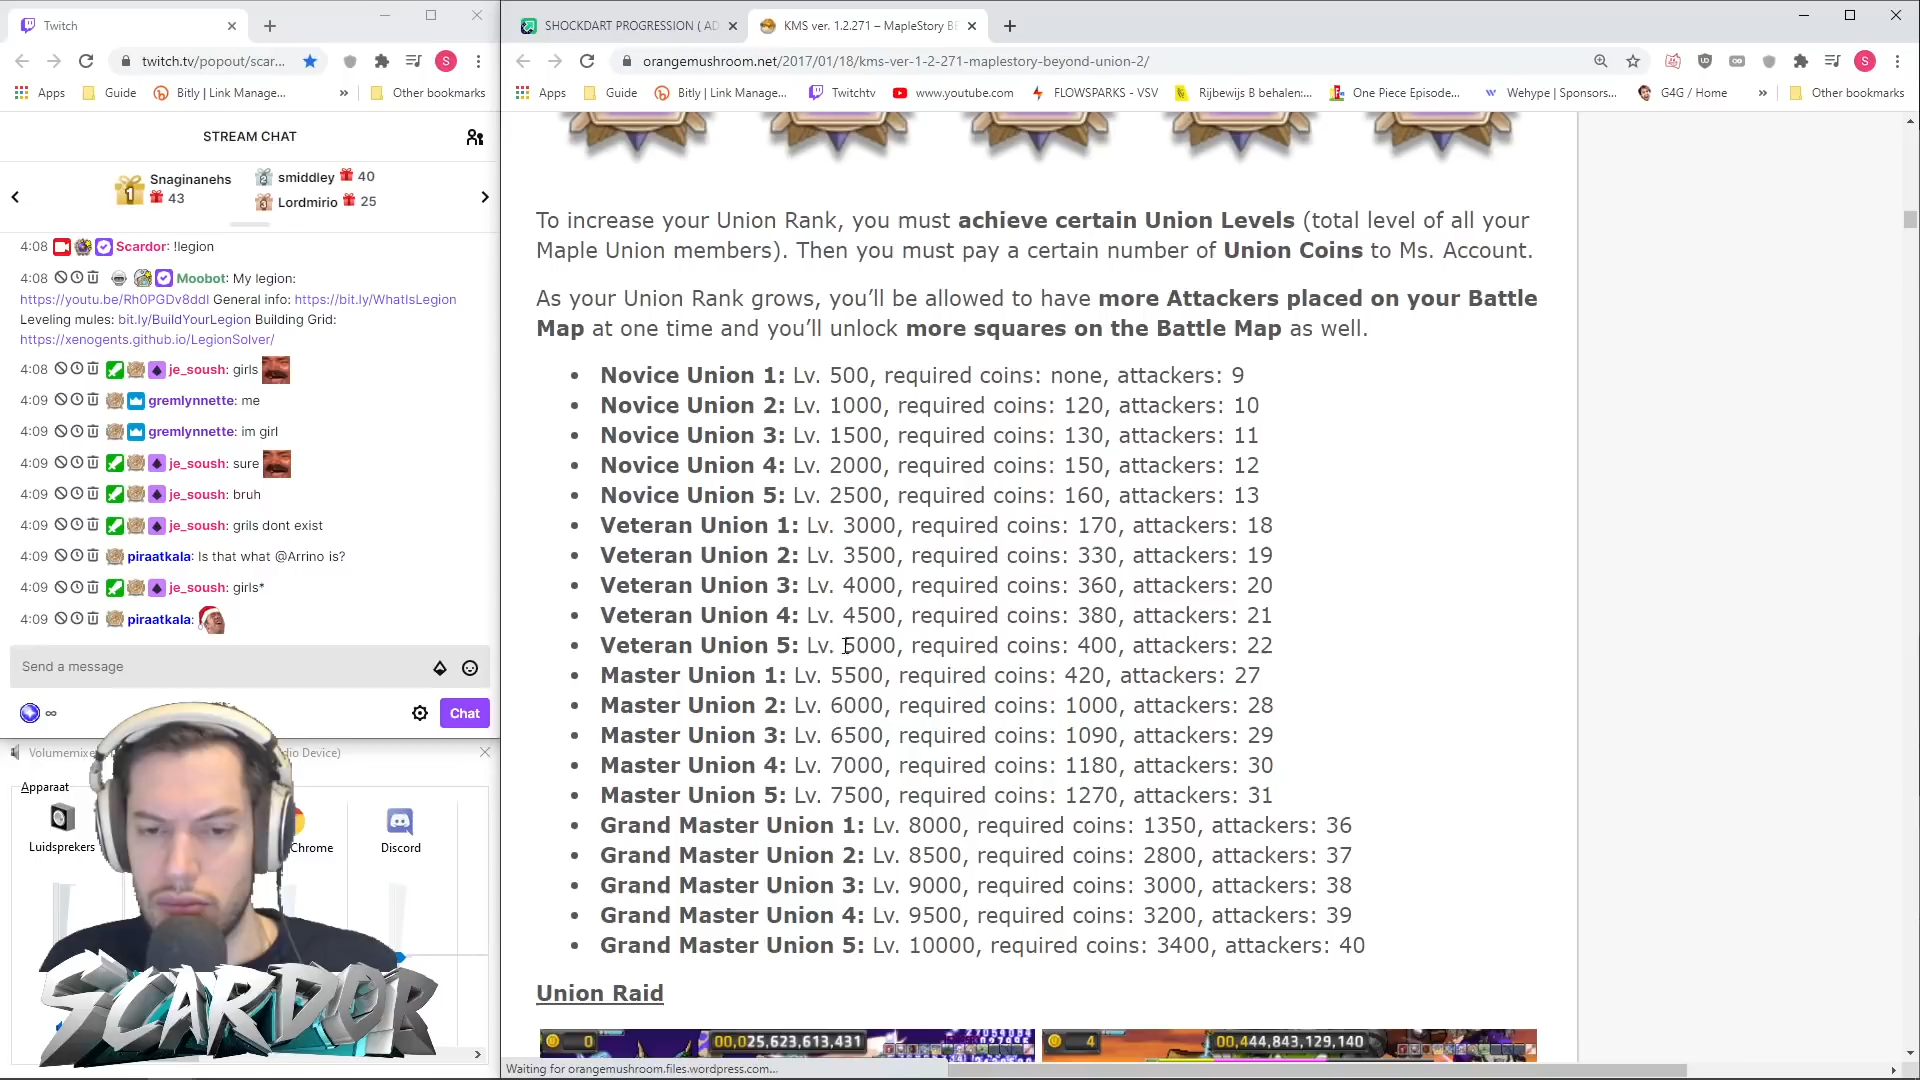 Twitch
twitch.tv/popout/scar...
Apps
Guide
Bitly | Link Manage...
»
Other bookmarks
STREAM CHAT
Snaginanehs
43
smiddley 40
Lordmirio 25
4:08 Scardor: !legion
4:08 Moobot: My legion:
https://youtu.be/Rh0PGDv8ddI General info: https://bit.ly/WhatIsLegion
Leveling mules: bit.ly/BuildYourLegion Building Grid:
https://xenogents.github.io/LegionSolver/
4:08 je_soush: girls
4:09 gremlynnette: me
4:09 gremlynnette: im girl
4:09 je_soush: sure
4:09 je_soush: bruh
4:09 je_soush: grils dont exist
4:09 piraatkala: Is that what @Arrino is?
4:09 je_soush: girls*
4:09 piraatkala:
Send a message
∞
Chat
Apparaat
Luidsprekers
Chrome
Discord
SCARDOR
SHOCKDART PROGRESSION ( AD
KMS ver. 1.2.271 – MapleStory BE
orangemushroom.net/2017/01/18/kms-ver-1-2-271-maplestory-beyond-union-2/
Apps
Guide
Bitly | Link Manage...
Twitchtv
www.youtube.com
FLOWSPARKS - VSV
Rijbewijs B behalen:...
One Piece Episode...
Wehype | Sponsors...
G4G / Home
»
Other bookmarks
To increase your Union Rank, you must achieve certain Union Levels (total level of all your
Maple Union members). Then you must pay a certain number of Union Coins to Ms. Account.
As your Union Rank grows, you’ll be allowed to have more Attackers placed on your Battle
Map at one time and you’ll unlock more squares on the Battle Map as well.
• Novice Union 1: Lv. 500, required coins: none, attackers: 9
• Novice Union 2: Lv. 1000, required coins: 120, attackers: 10
• Novice Union 3: Lv. 1500, required coins: 130, attackers: 11
• Novice Union 4: Lv. 2000, required coins: 150, attackers: 12
• Novice Union 5: Lv. 2500, required coins: 160, attackers: 13
• Veteran Union 1: Lv. 3000, required coins: 170, attackers: 18
• Veteran Union 2: Lv. 3500, required coins: 330, attackers: 19
• Veteran Union 3: Lv. 4000, required coins: 360, attackers: 20
• Veteran Union 4: Lv. 4500, required coins: 380, attackers: 21
• Veteran Union 5: Lv. 5000, required coins: 400, attackers: 22
• Master Union 1: Lv. 5500, required coins: 420, attackers: 27
• Master Union 2: Lv. 6000, required coins: 1000, attackers: 28
• Master Union 3: Lv. 6500, required coins: 1090, attackers: 29
• Master Union 4: Lv. 7000, required coins: 1180, attackers: 30
• Master Union 5: Lv. 7500, required coins: 1270, attackers: 31
• Grand Master Union 1: Lv. 8000, required coins: 1350, attackers: 36
• Grand Master Union 2: Lv. 8500, required coins: 2800, attackers: 37
• Grand Master Union 3: Lv. 9000, required coins: 3000, attackers: 38
• Grand Master Union 4: Lv. 9500, required coins: 3200, attackers: 39
• Grand Master Union 5: Lv. 10000, required coins: 3400, attackers: 40
Union Raid
0
00,025,623,613,431
4
00,444,843,129,140
Waiting for orangemushroom.files.wordpress.com...